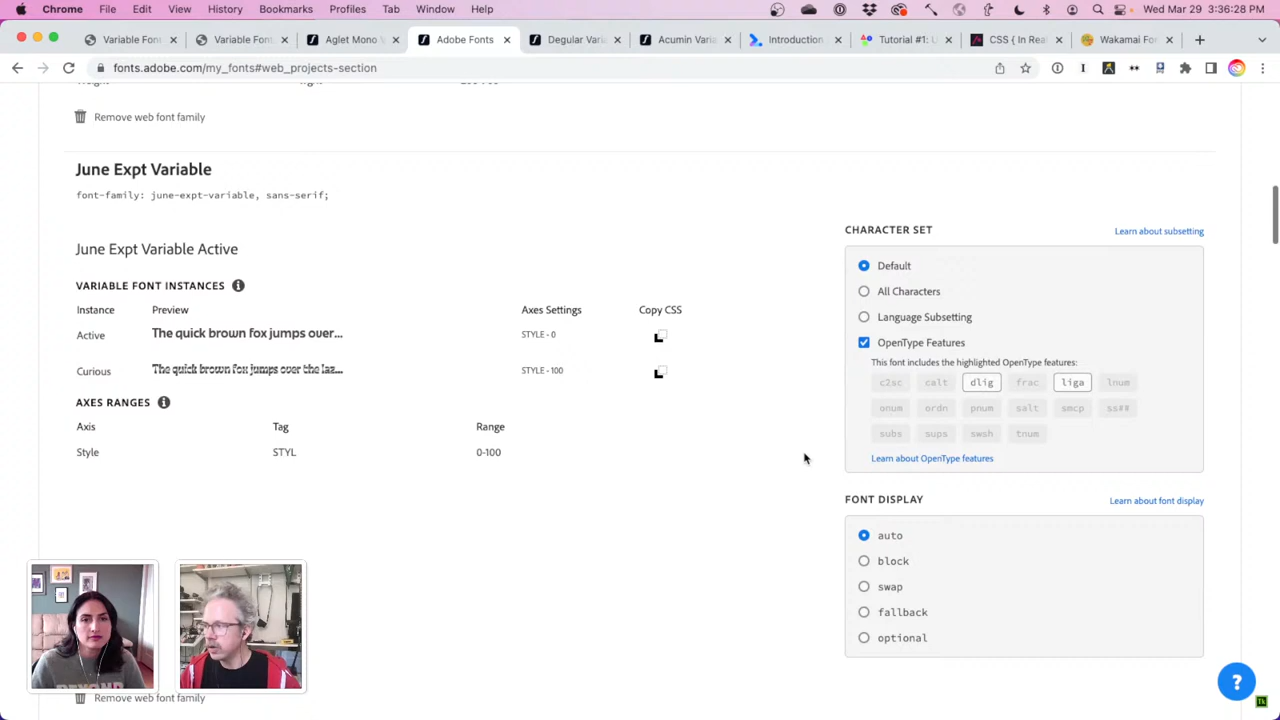 Chrome File Edit View History Bookmarks Profiles Tab Window Help Wed Mar 29 3:36:28 PM
Variable Fon Variable Font Aglet Mono V Adobe Fonts Degular Vari Acumin Varia Introduction Tutorial #1: U CSS { In Rea Wakamai Fon
fonts.adobe.com/my_fonts#web_projects-section
Remove web font family
June Expt Variable
font-family: june-expt-variable, sans-serif;
June Expt Variable Active
VARIABLE FONT INSTANCES
Instance Preview Axes Settings Copy CSS
Active The quick brown fox jumps over... STYLE - 0
Curious The quick brown fox jumps over the laz... STYLE - 100
AXES RANGES
Axis Tag Range
Style STYL 0-100
CHARACTER SET Learn about subsetting
Default
All Characters
Language Subsetting
OpenType Features
This font includes the highlighted OpenType features:
c2sc calt dlig frac liga lnum
onum ordn pnum salt smcp ss##
subs sups swsh tnum
Learn about OpenType features
FONT DISPLAY Learn about font display
auto
block
swap
fallback
optional
BEYOND
Remove web font family
?